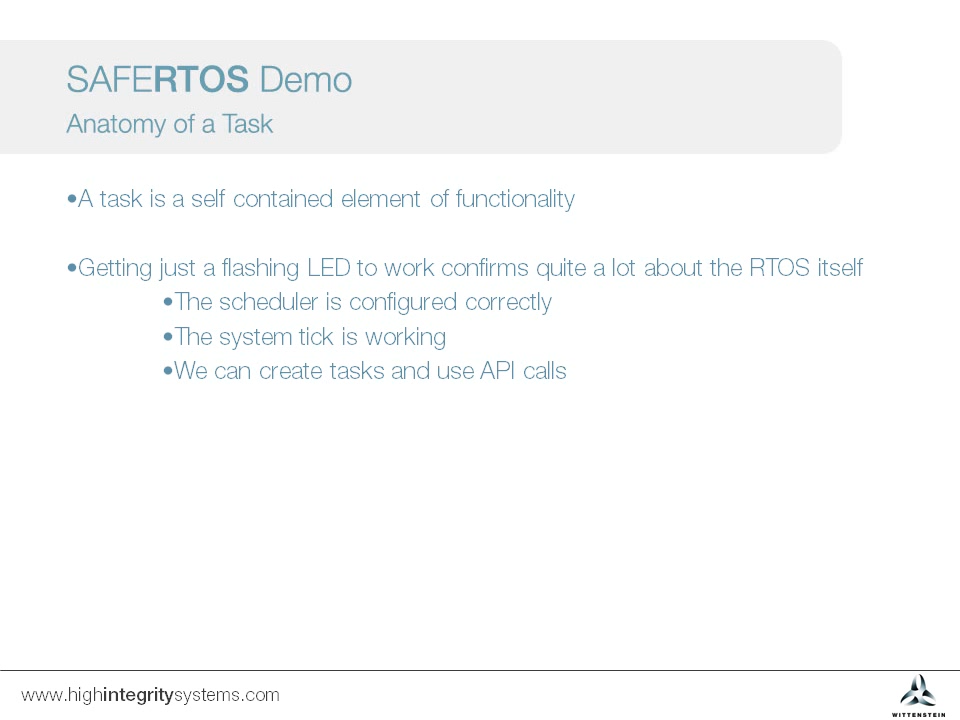 SAFERTOS Demo
Anatomy of a Task
•A task is a self contained element of functionality
•Getting just a flashing LED to work confirms quite a lot about the RTOS itself
•The scheduler is configured correctly
•The system tick is working
•We can create tasks and use API calls
www.highintegritysystems.com
WITTENSTEIN